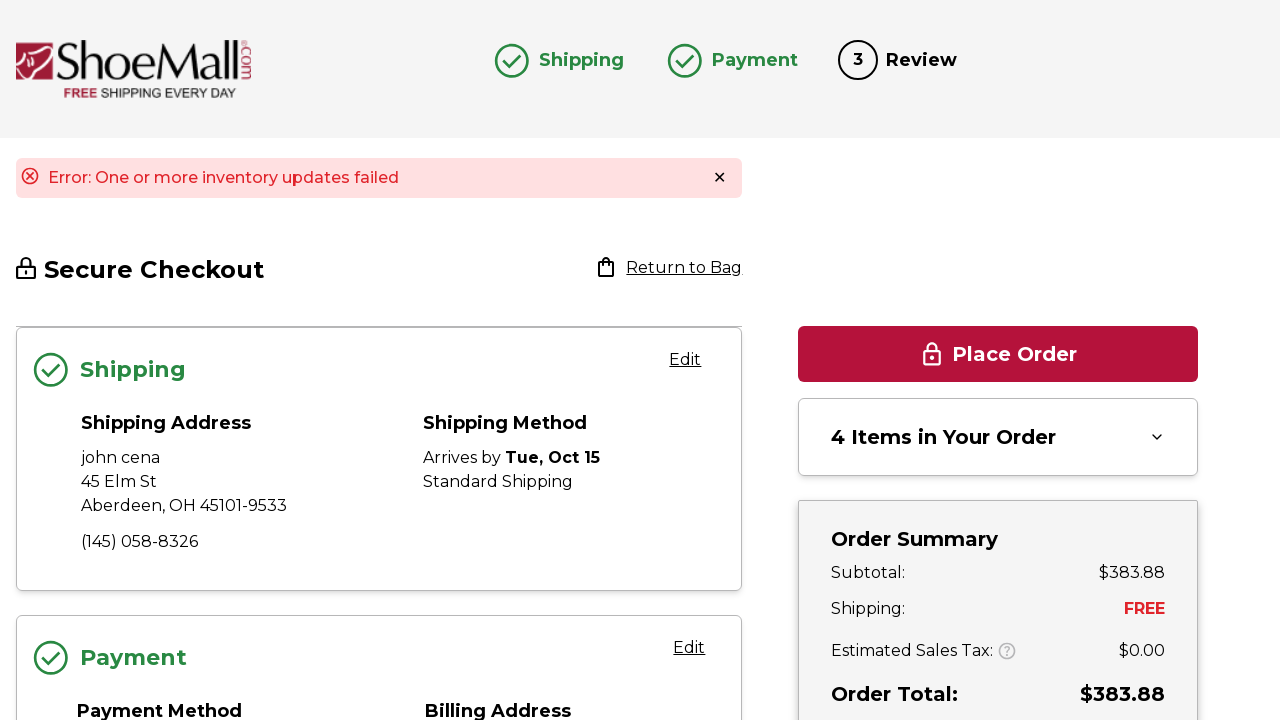 ShoeMall.com
FREE SHIPPING EVERY DAY
Shipping
Payment
3 Review
Error: One or more inventory updates failed
Secure Checkout
Return to Bag
Shipping
Edit
Shipping Address
john cena
45 Elm St
Aberdeen, OH 45101-9533
(145) 058-8326
Shipping Method
Arrives by Tue, Oct 15
Standard Shipping
Payment
Edit
Payment Method
Billing Address
Place Order
4 Items in Your Order
Order Summary
Subtotal: $383.88
Shipping: FREE
Estimated Sales Tax: ? $0.00
Order Total: $383.88